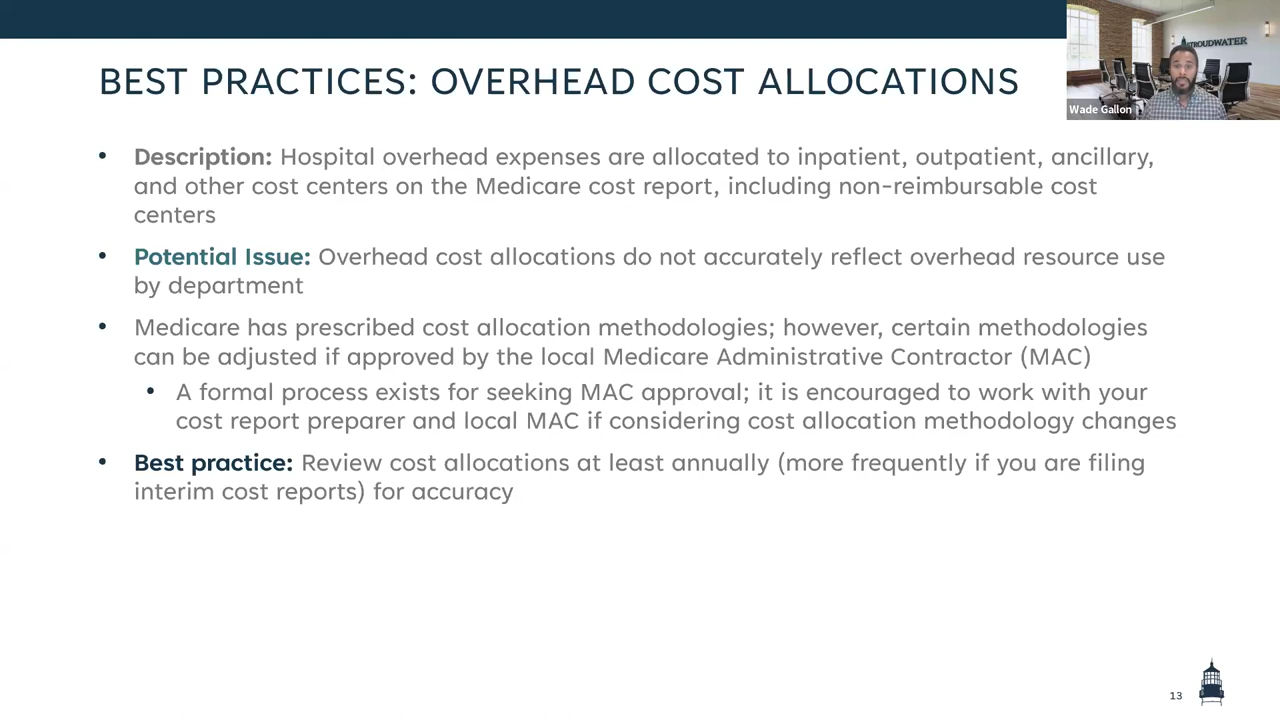 BEST PRACTICES: OVERHEAD COST ALLOCATIONS
STROUDWATER
Wade Gallon
• Description: Hospital overhead expenses are allocated to inpatient, outpatient, ancillary,
and other cost centers on the Medicare cost report, including non-reimbursable cost
centers
• Potential Issue: Overhead cost allocations do not accurately reflect overhead resource use
by department
• Medicare has prescribed cost allocation methodologies; however, certain methodologies
can be adjusted if approved by the local Medicare Administrative Contractor (MAC)
• A formal process exists for seeking MAC approval; it is encouraged to work with your
cost report preparer and local MAC if considering cost allocation methodology changes
• Best practice: Review cost allocations at least annually (more frequently if you are filing
interim cost reports) for accuracy
13